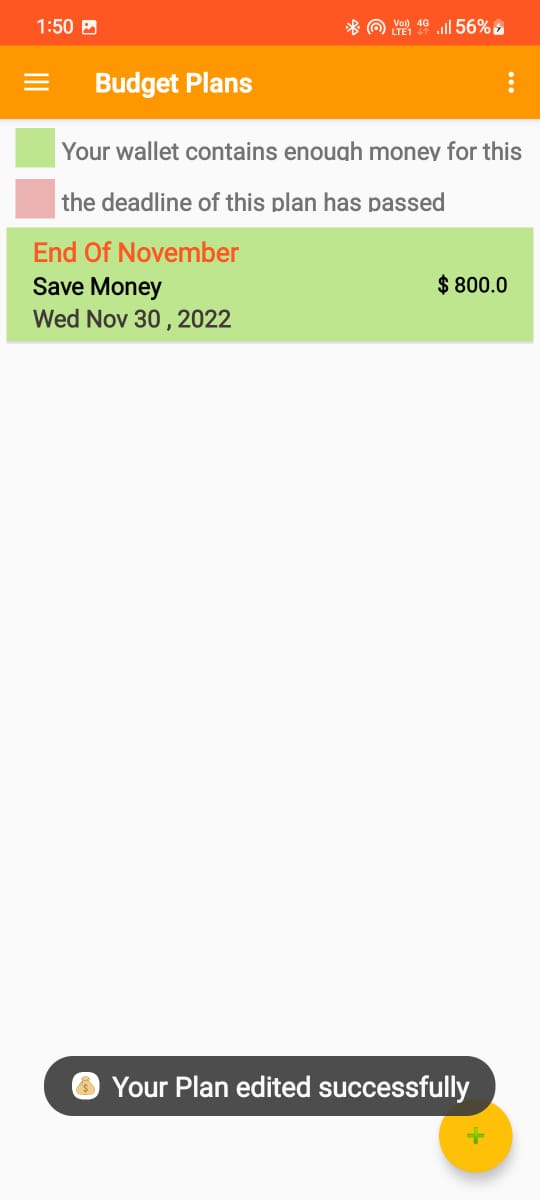 1:50
Vo)) LTE1 4G 56%
Budget Plans
Your wallet contains enough money for this
the deadline of this plan has passed
End Of November
Save Money
$ 800.0
Wed Nov 30 , 2022
Your Plan edited successfully
+